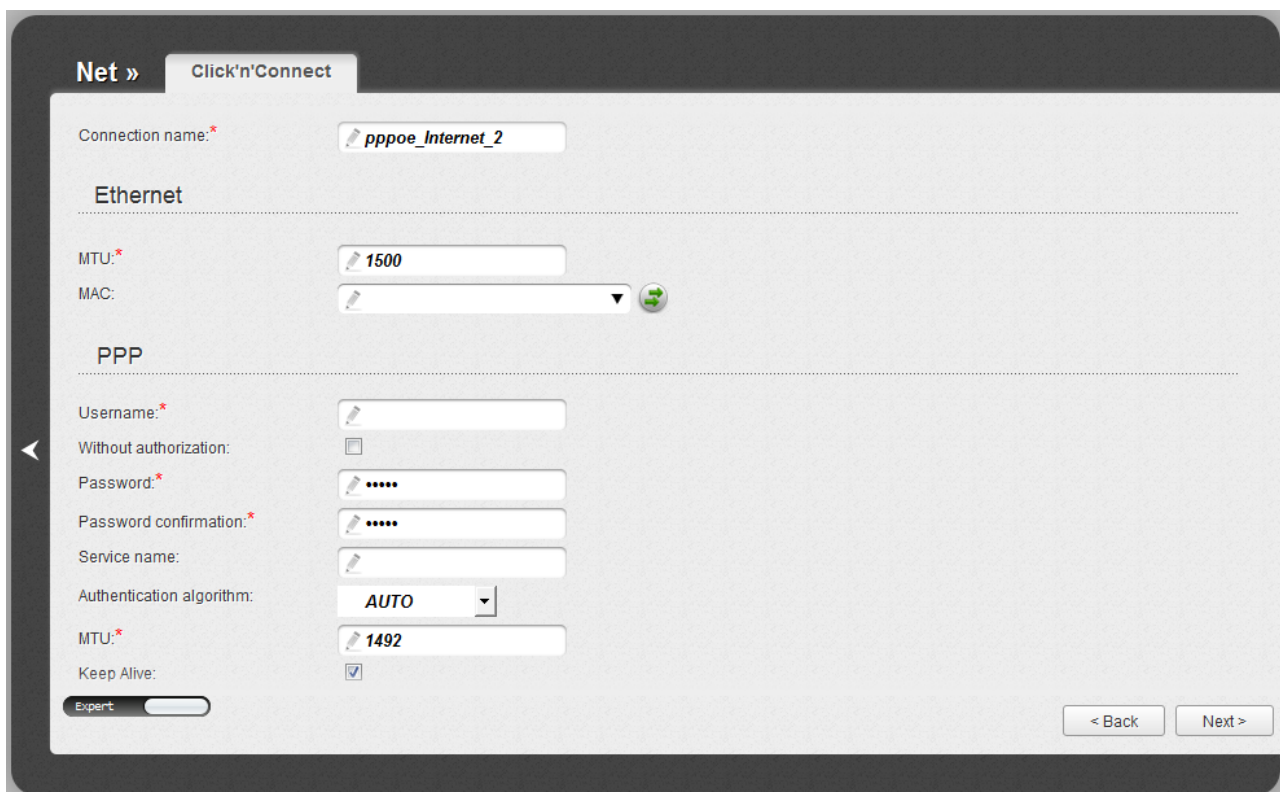 Net » Click'n'Connect
Connection name:* pppoe_Internet_2
Ethernet
MTU:* 1500
MAC:
PPP
Username:*
Without authorization:
Password:* •••••
Password confirmation:* •••••
Service name:
Authentication algorithm: AUTO
MTU:* 1492
Keep Alive:
Expert
< Back Next >